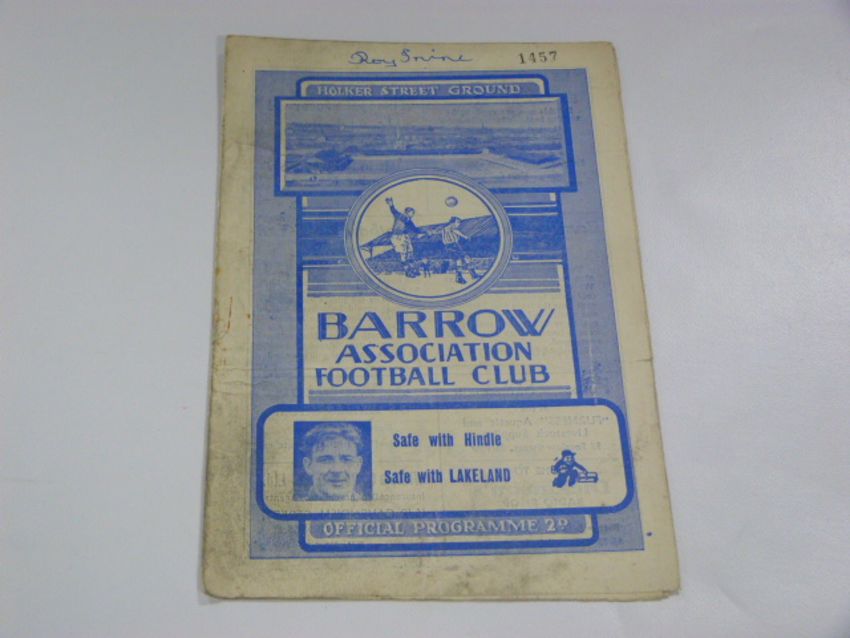 Roy Irvine 1457
HOLKER STREET GROUND
BARROW
ASSOCIATION
FOOTBALL CLUB
Safe with Hindle
Safe with LAKELAND
OFFICIAL PROGRAMME 2D